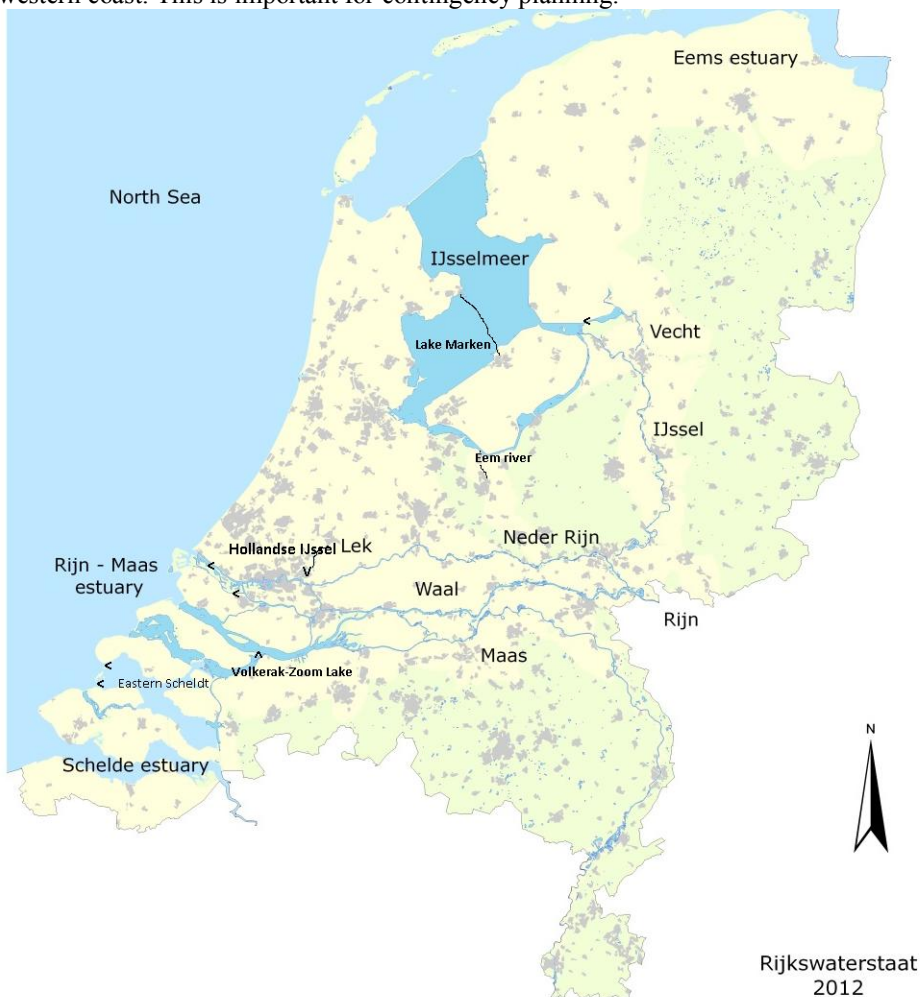 western coast. This is important for contingency planning.
Eems estuary
North Sea
IJsselmeer
Vecht
Lake Marken
IJssel
Eem river
Neder Rijn
Hollandse IJssel
Lek
Rijn - Maas
estuary
Waal
Rijn
Maas
Volkerak-Zoom Lake
Eastern Scheldt
N
Schelde estuary
Rijkswaterstaat
2012